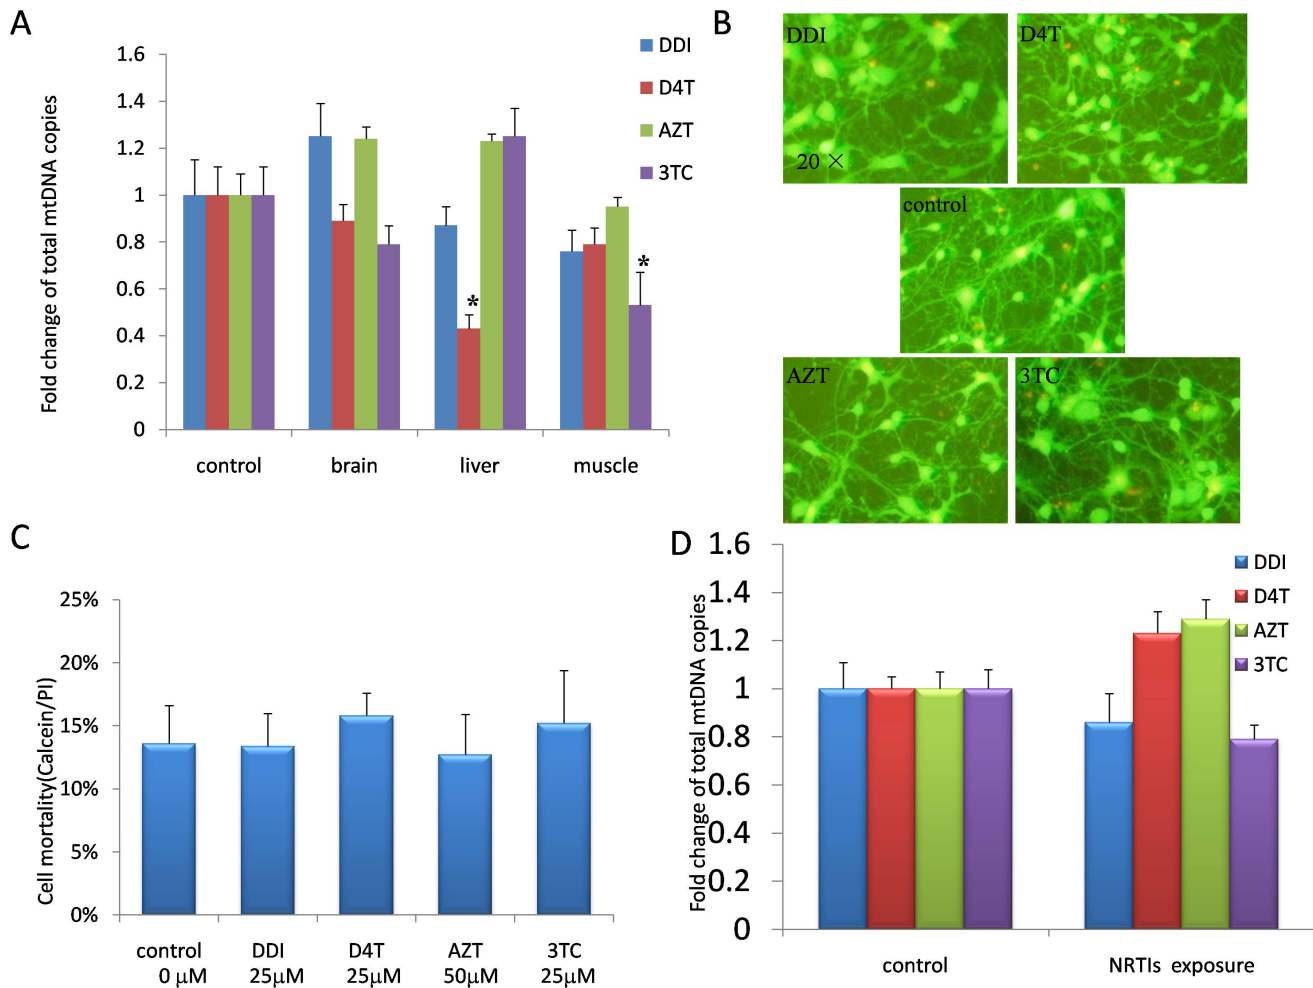 A
Fold change of total mtDNA copies
1.6
1.4
1.2
1
0.8
0.6
0.4
0.2
0
DDI
D4T
AZT
3TC
*
*
control brain liver muscle
B
DDI
20 ×
D4T
control
AZT
3TC
C
Cell mortality(Calcein/PI)
25%
20%
15%
10%
5%
0%
control DDI D4T AZT 3TC
0 μM 25μM 25μM 50μM 25μM
D
Fold change of total mtDNA copies
1.6
1.4
1.2
1
0.8
0.6
0.4
0.2
0
DDI
D4T
AZT
3TC
control NRTIs exposure